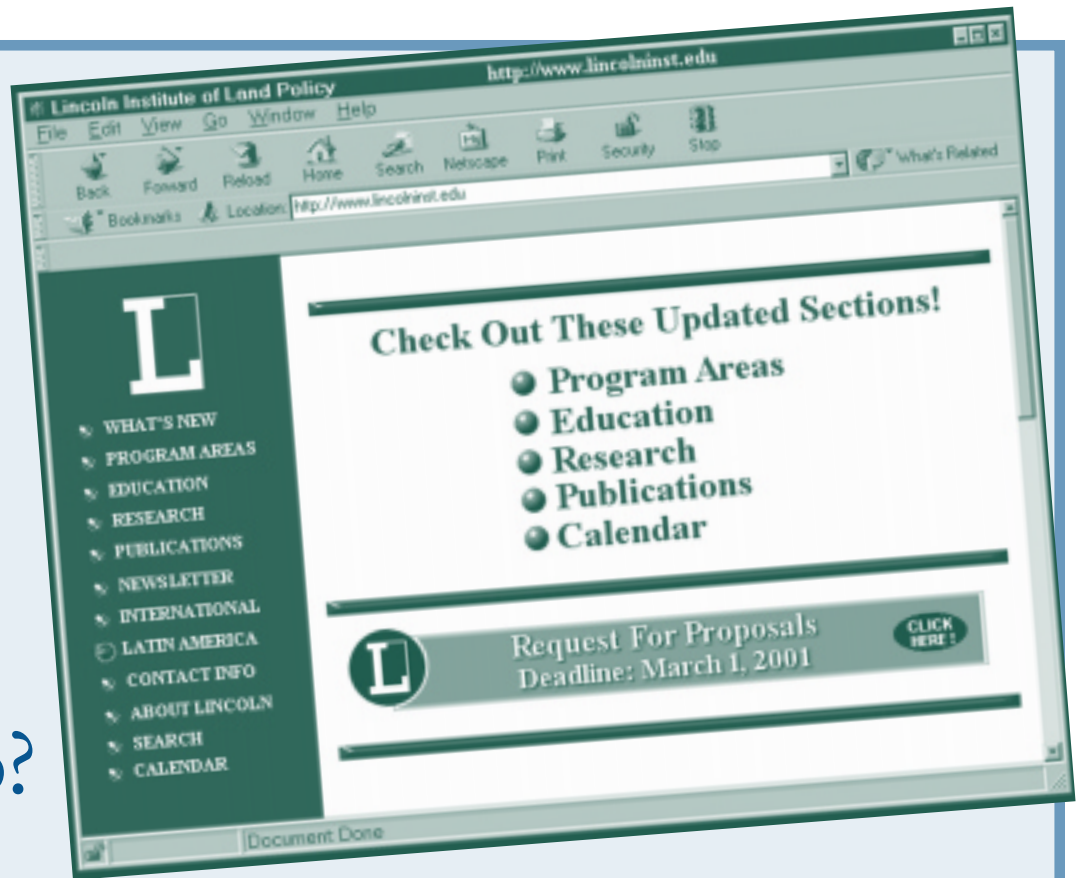 Lincoln Institute of Land Policy http://www.lincolninst.edu
File Edit View Go Window Help
Back Forward Reload Home Search Netscape Print Security Stop
Bookmarks Location: http://www.lincolninst.edu What's Related
L
WHAT'S NEW
PROGRAM AREAS
EDUCATION
RESEARCH
PUBLICATIONS
NEWSLETTER
INTERNATIONAL
LATIN AMERICA
CONTACT INFO
ABOUT LINCOLN
SEARCH
CALENDAR
Check Out These Updated Sections!
Program Areas
Education
Research
Publications
Calendar
L
Request For Proposals
Deadline: March 1, 2001
CLICK
HERE!
Document Done
?